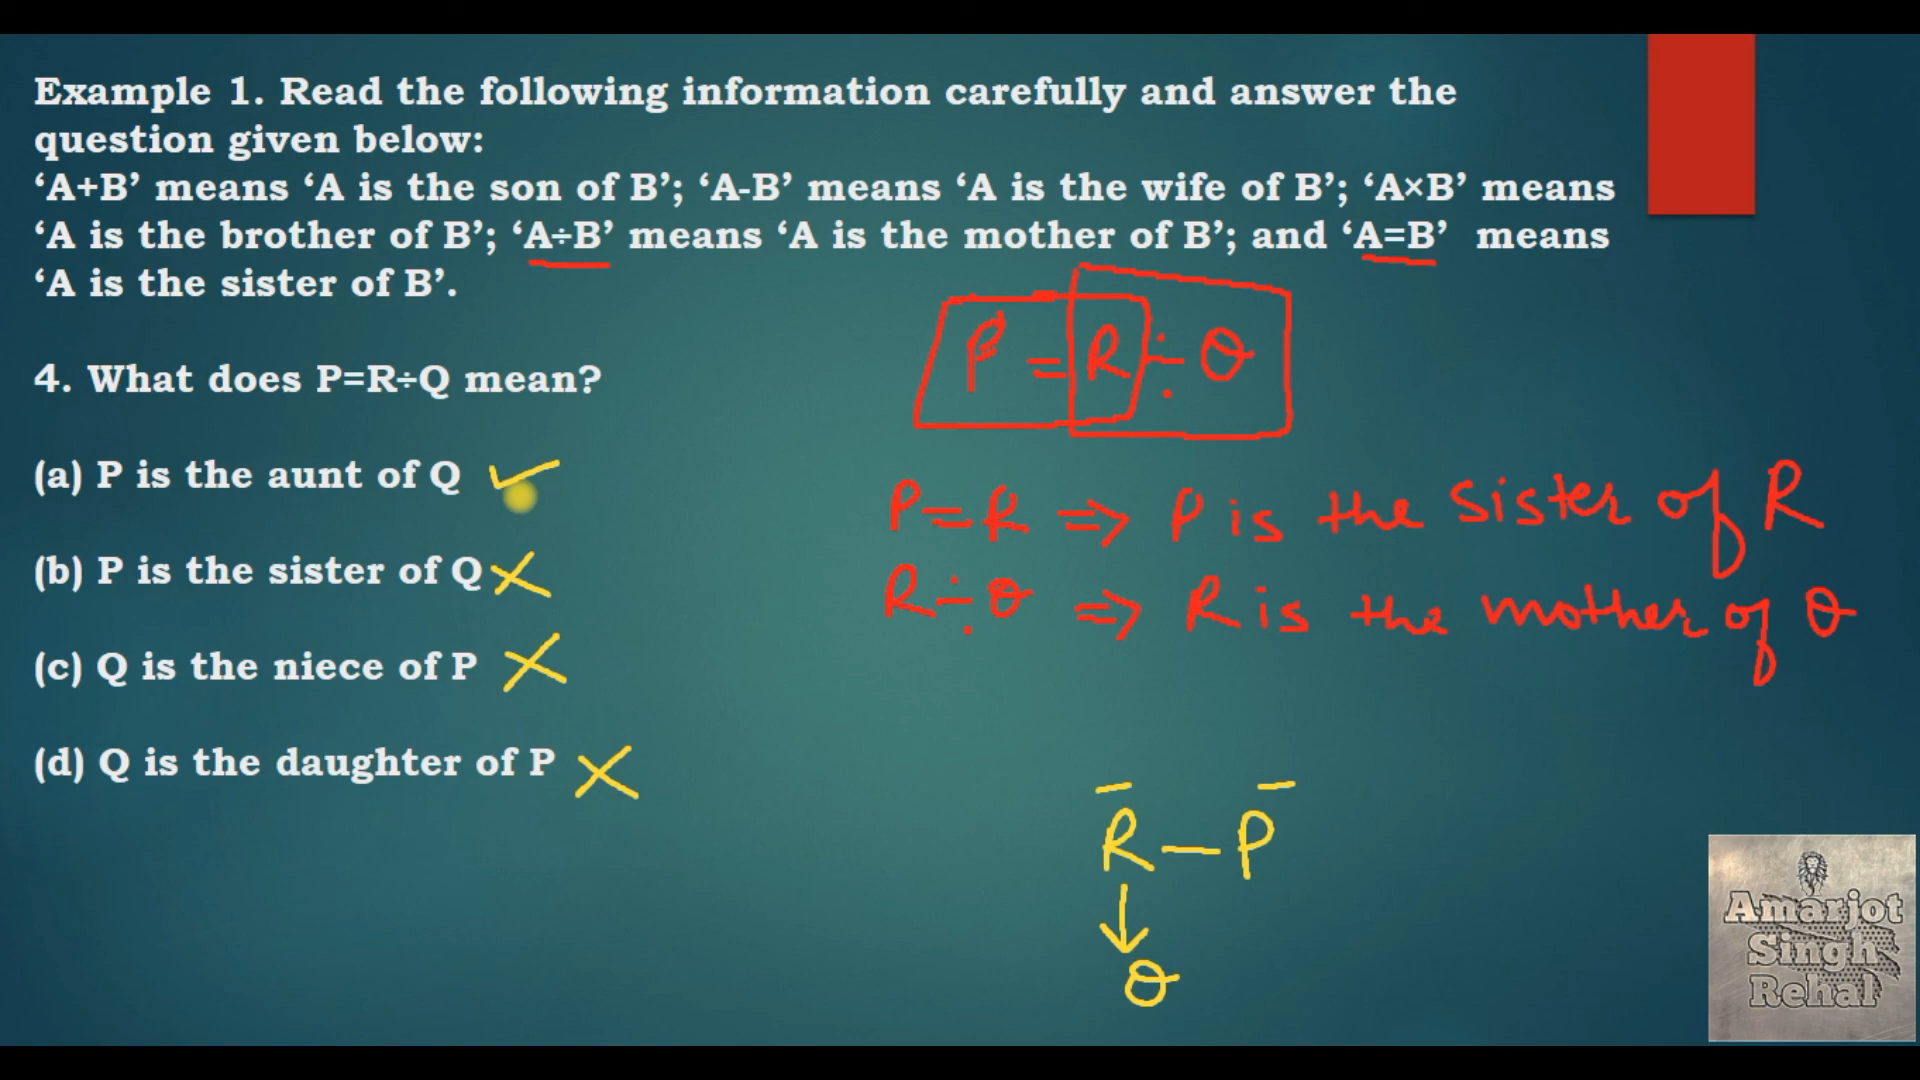 Example 1. Read the following information carefully and answer the
question given below:
‘A+B’ means ‘A is the son of B’; ‘A-B’ means ‘A is the wife of B’; ‘A×B’ means
‘A is the brother of B’; ‘A÷B’ means ‘A is the mother of B’; and ‘A=B’ means
‘A is the sister of B’.
P = R ÷ Q
4. What does P=R÷Q mean?
(a) P is the aunt of Q
P = R ⇒ P is the sister of R
(b) P is the sister of Q
R ÷ Q ⇒ R is the mother of Q
(c) Q is the niece of P
(d) Q is the daughter of P
R — P
Q
Amarjot
Singh
Rehal